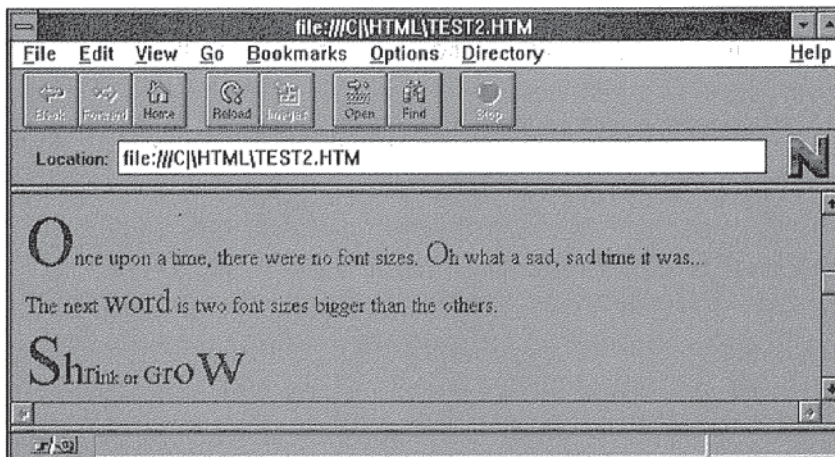 file:///C|\HTML\TEST2.HTM
File Edit View Go Bookmarks Options Directory Help
Back Forward Home Reload Images Open Find Stop
Location: file:///C|\HTML\TEST2.HTM
N
Once upon a time, there were no font sizes. Oh what a sad, sad time it was...
The next word is two font sizes bigger than the others.
Shrink or GroW